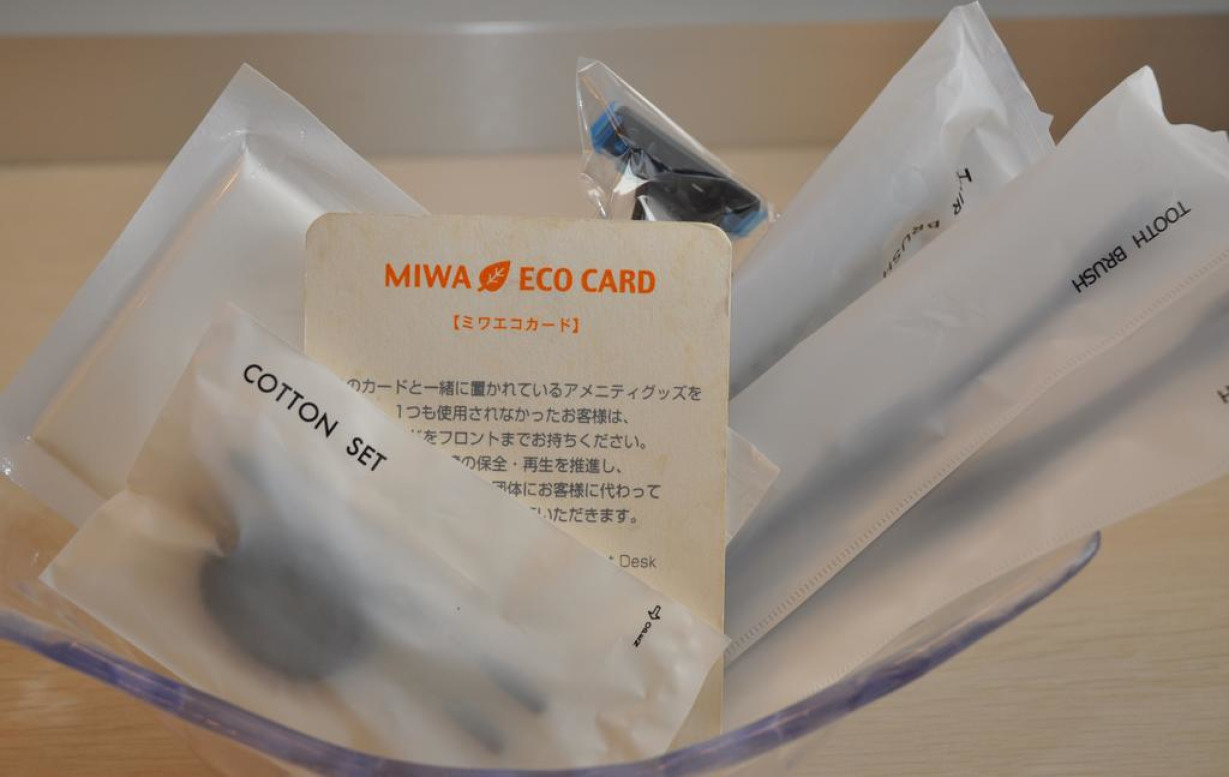 MIWA ECO CARD
【ミワエコカード】
のカードと一緒に置かれているアメニティグッズを
1つも使用されなかったお客様は、
をフロントまでお持ちください。
の保全・再生を推進し、
団体にお客様に代わって
いただきます。
Desk
COTTON SET
BRUSH
TOOTH BRUSH